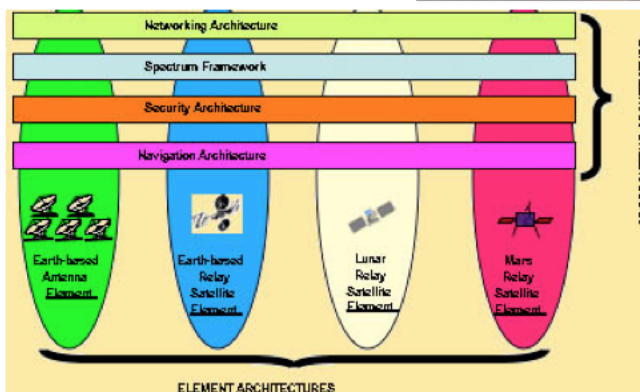 Networking Architecture
Spectrum Framework
Security Architecture
Navigation Architecture
Earth-based
Antenna
Element
Earth-based
Relay
Satellite
Element
Lunar
Relay
Satellite
Element
Mars
Relay
Satellite
Element
ELEMENT ARCHITECTURES